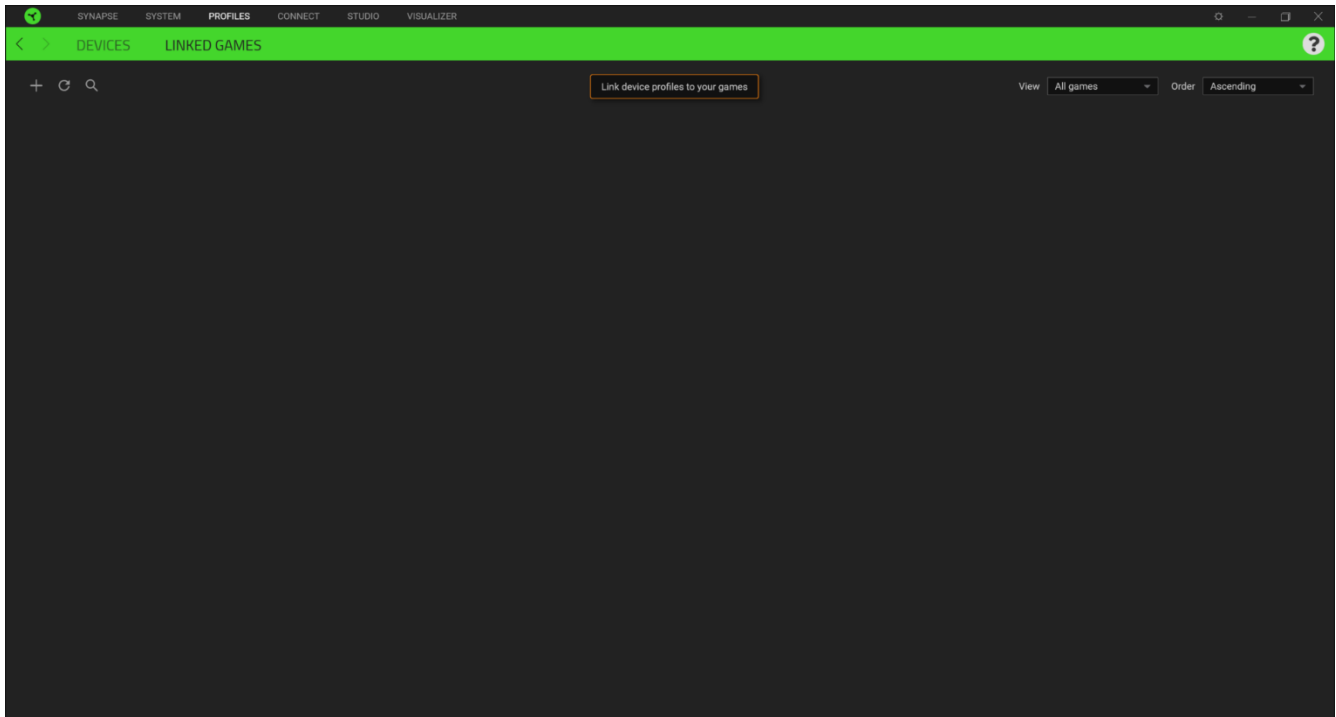 SYNAPSE SYSTEM PROFILES CONNECT STUDIO VISUALIZER
DEVICES LINKED GAMES ?
Link device profiles to your games View All games Order Ascending